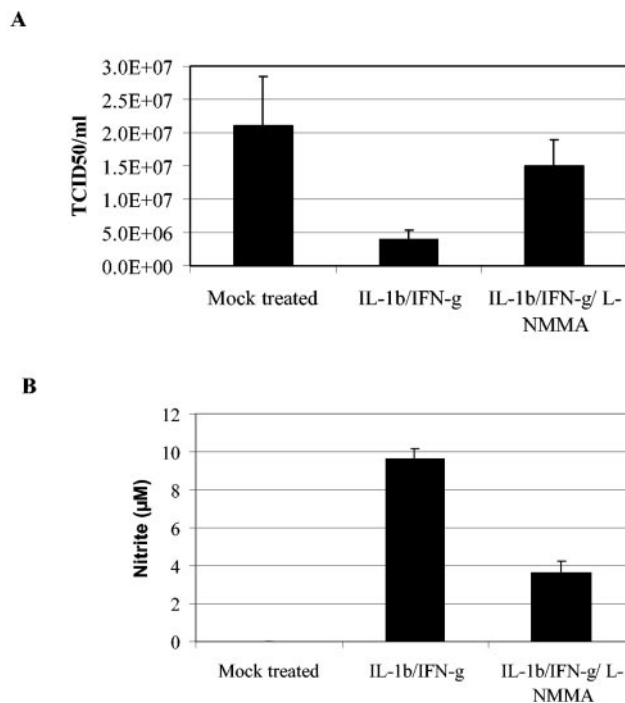 A
TCID50/ml
3.0E+07
2.5E+07
2.0E+07
1.5E+07
1.0E+07
5.0E+06
0.0E+00
Mock treated
IL-1b/IFN-g
IL-1b/IFN-g/ L-
NMMA
B
Nitrite (µM)
12
10
8
6
4
2
0
Mock treated
IL-1b/IFN-g
IL-1b/IFN-g/ L-
NMMA